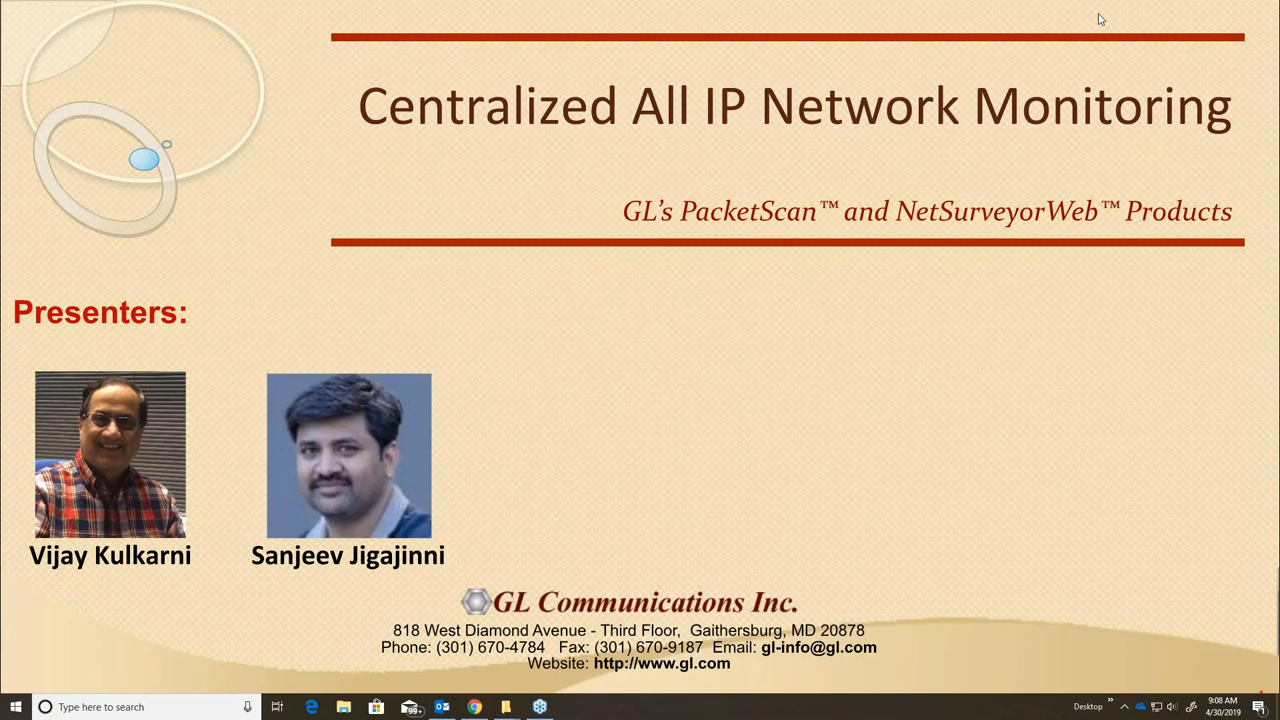 Centralized All IP Network Monitoring
GL's PacketScan™ and NetSurveyorWeb™ Products
Presenters:
Vijay Kulkarni
Sanjeev Jigajinni
GL Communications Inc.
818 West Diamond Avenue - Third Floor, Gaithersburg, MD 20878
Phone: (301) 670-4784 Fax: (301) 670-9187 Email: gl-info@gl.com
Website: http://www.gl.com
Type here to search
99+
Desktop
9:08 AM
4/30/2019